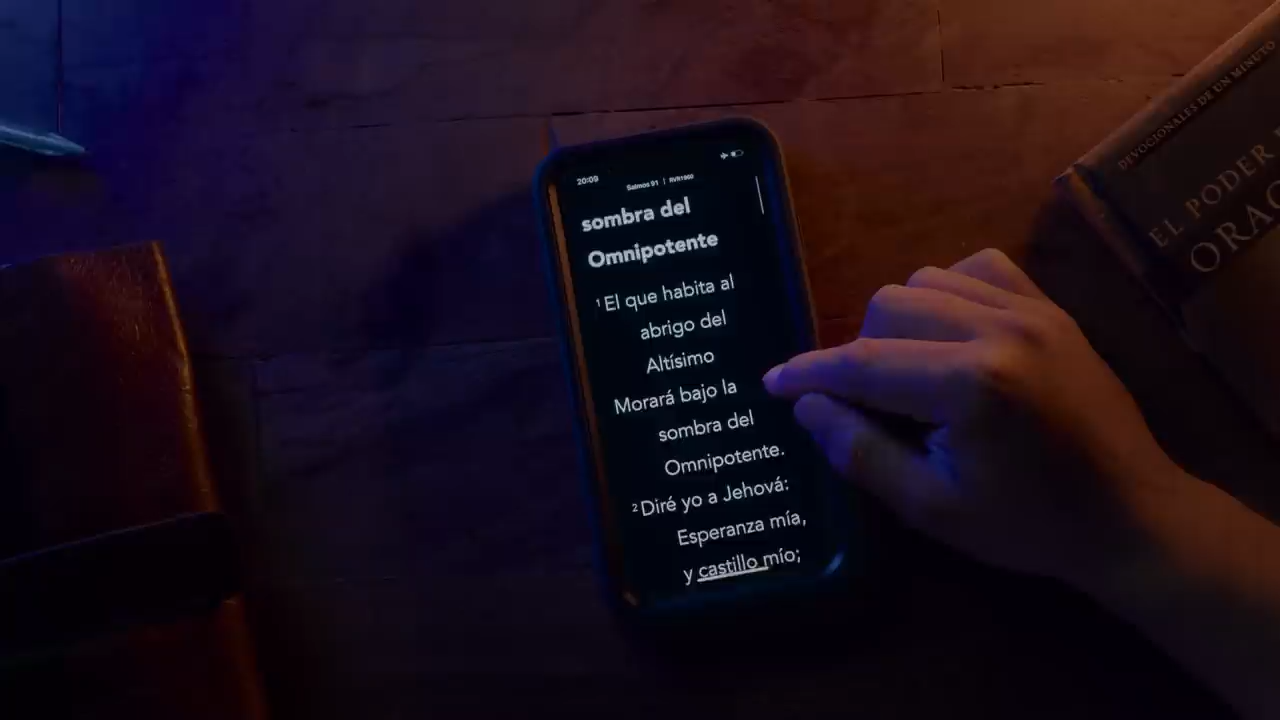 20:09
Salmos 91 | RVR1960
sombra del
Omnipotente
1 El que habita al
abrigo del
Altísimo
Morará bajo la
sombra del
Omnipotente.
2 Diré yo a Jehová:
Esperanza mía,
y castillo mío;
DEVOCIONALES DE UN MINUTO
EL PODER